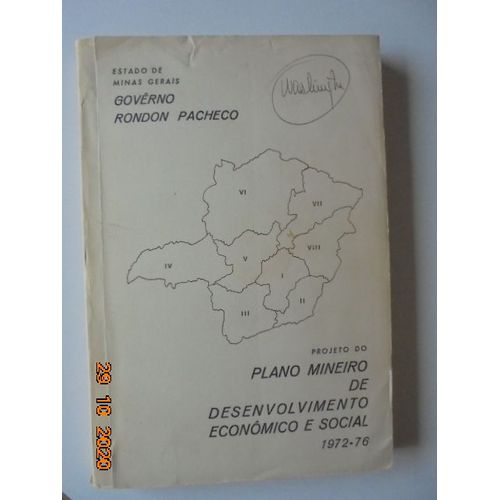 ESTADO DE
MINAS GERAIS
GOVÊRNO
RONDON PACHECO
VI
VII
VIII
IV
V
I
II
III
PROJETO DO
PLANO MINEIRO
DE
DESENVOLVIMENTO
ECONÔMICO E SOCIAL
1972-76
29 10 2020